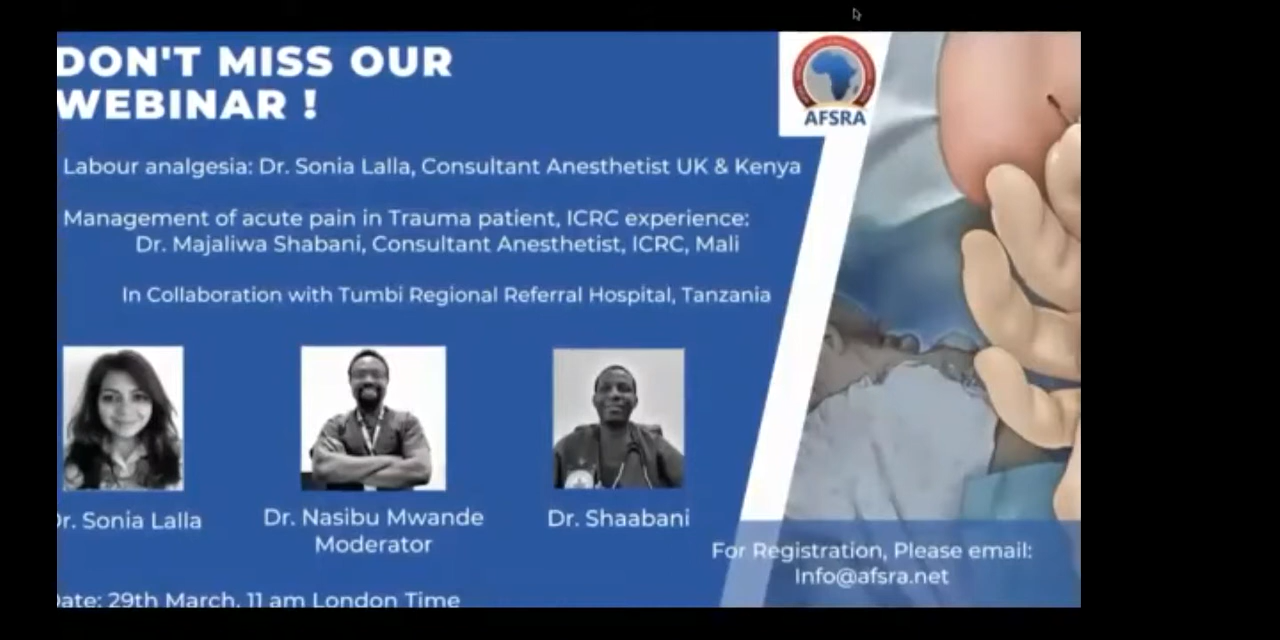 DON'T MISS OUR
WEBINAR !
AFSRA
Labour analgesia: Dr. Sonia Lalla, Consultant Anesthetist UK & Kenya
Management of acute pain in Trauma patient, ICRC experience:
Dr. Majaliwa Shabani, Consultant Anesthetist, ICRC, Mali
In Collaboration with Tumbi Regional Referral Hospital, Tanzania
Dr. Sonia Lalla
Dr. Nasibu Mwande
Moderator
Dr. Shaabani
For Registration, Please email:
Info@afsra.net
Date: 29th March, 11 am London Time